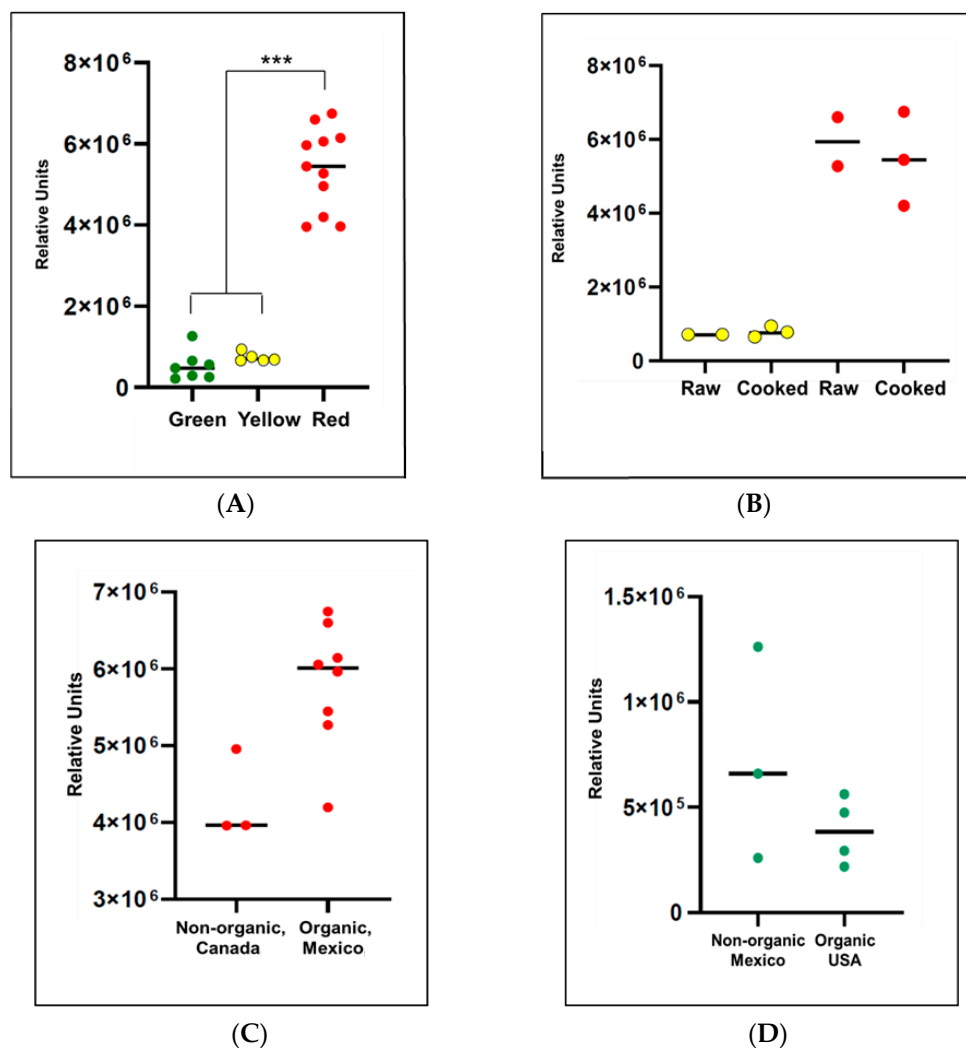 Relative Units
8×10⁶
6×10⁶
4×10⁶
2×10⁶
0
***
Green Yellow Red
(A)
Relative Units
8×10⁶
6×10⁶
4×10⁶
2×10⁶
0
Raw Cooked Raw Cooked
(B)
Relative Units
7×10⁶
6×10⁶
5×10⁶
4×10⁶
3×10⁶
Non-organic, Organic,
Canada Mexico
(C)
Relative Units
1.5×10⁶
1×10⁶
5×10⁵
0
Non-organic Organic
Mexico USA
(D)